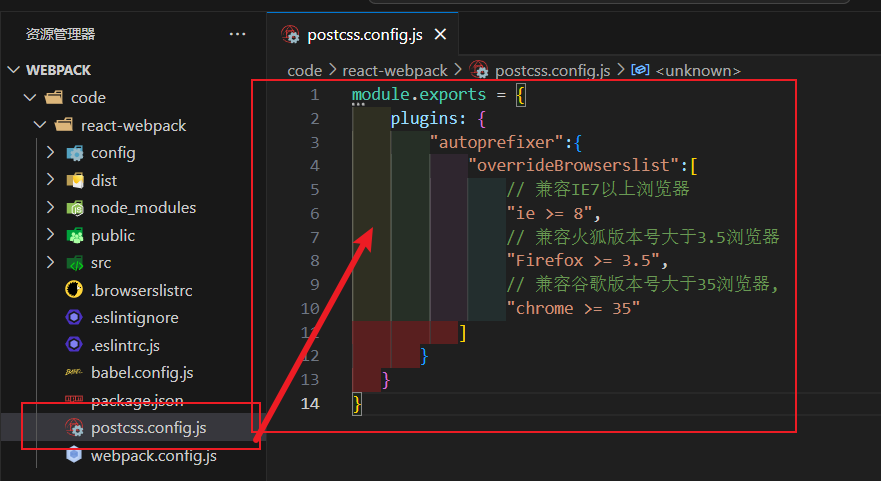 资源管理器
postcss.config.js
WEBPACK
code > react-webpack > postcss.config.js > <unknown>
code
react-webpack
config
dist
node_modules
public
src
.browserslistrc
.eslintignore
.eslintrc.js
babel.config.js
package.json
postcss.config.js
webpack.config.js
1 module.exports = {
2 plugins: {
3 "autoprefixer":{
4 "overrideBrowserslist":[
5 // 兼容IE7以上浏览器
6 "ie >= 8",
7 // 兼容火狐版本号大于3.5浏览器
8 "Firefox >= 3.5",
9 // 兼容谷歌版本号大于35浏览器,
10 "chrome >= 35"
11 ]
12 }
13 }
14 }